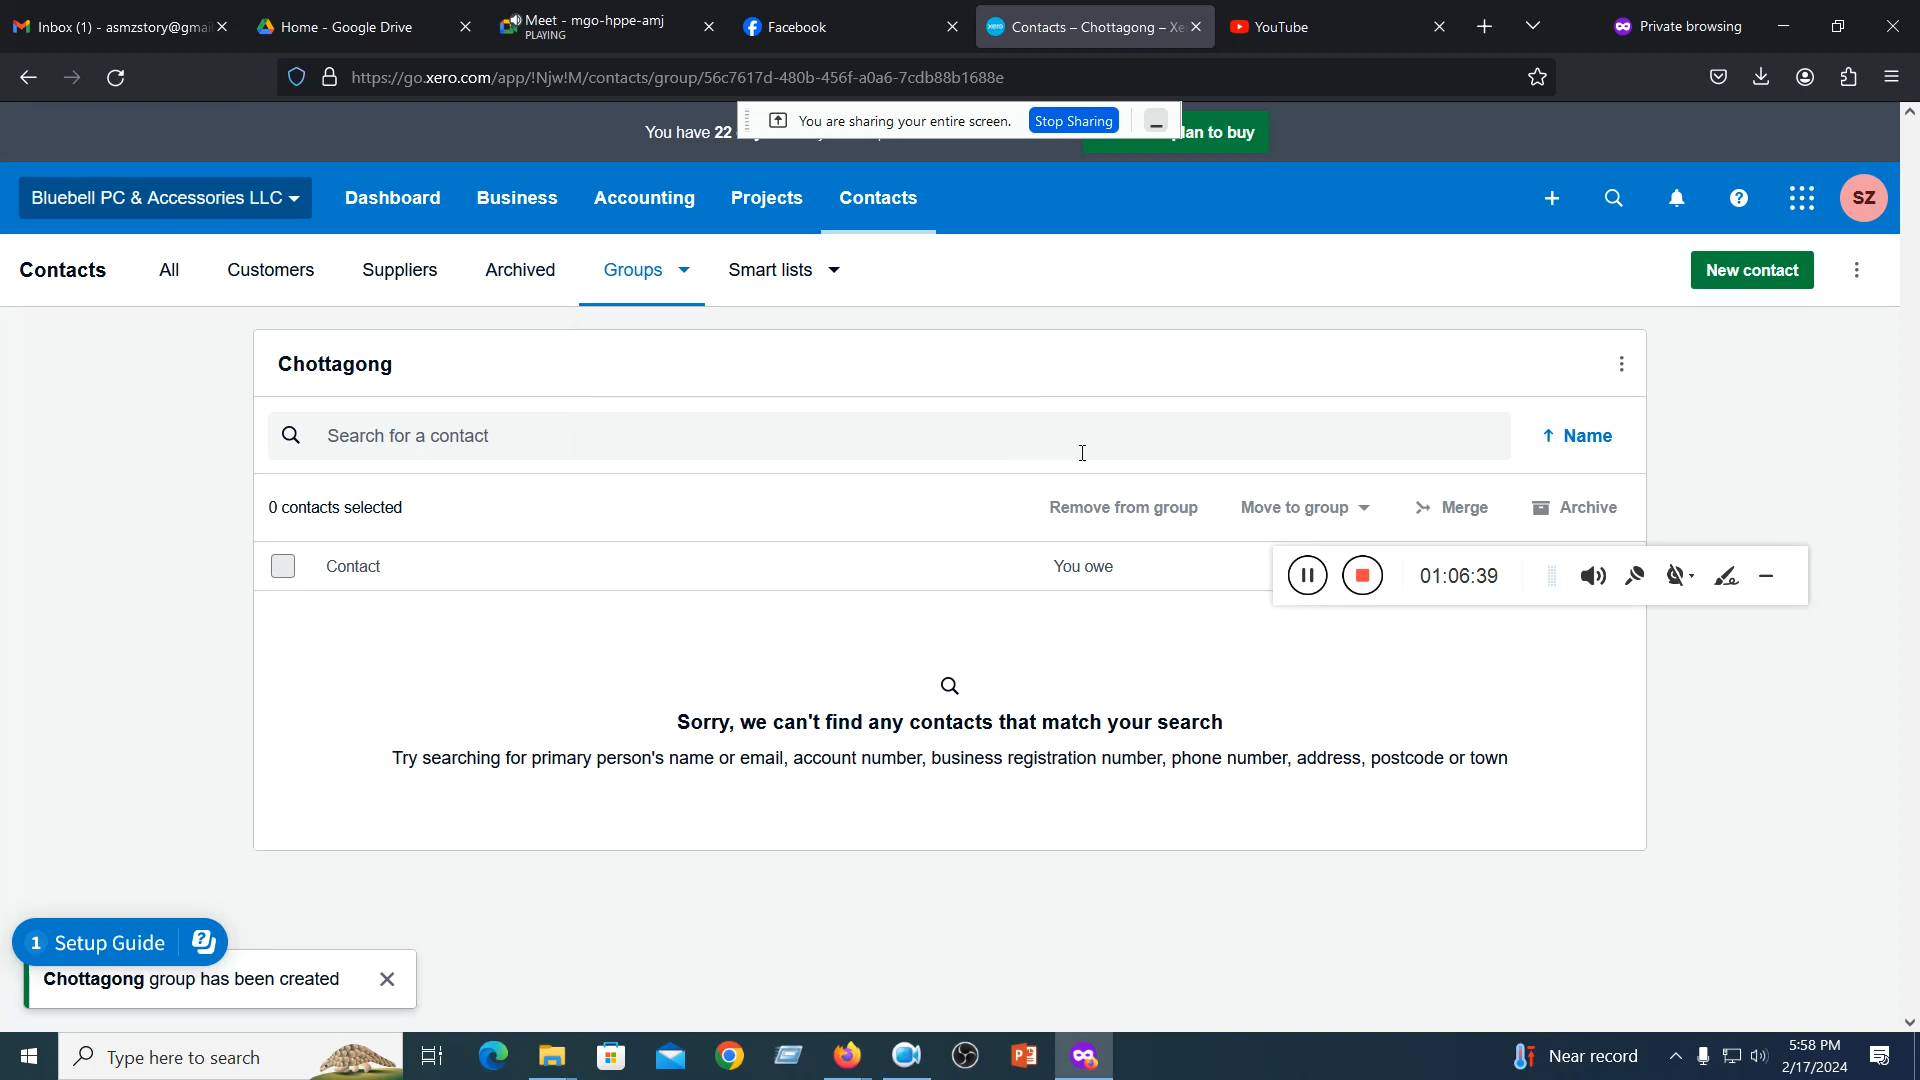 Inbox (1) - asmzstory@gmai
Home - Google Drive
Meet - mgo-hppe-amj
PLAYING
Facebook
Contacts – Chottagong – Xe
YouTube
Private browsing
https://go.xero.com/app/!Njw!M/contacts/group/56c7617d-480b-456f-a0a6-7cdb88b1688e
You have 22
You are sharing your entire screen.
Stop Sharing
lan to buy
Bluebell PC & Accessories LLC
Dashboard
Business
Accounting
Projects
Contacts
SZ
Contacts
All
Customers
Suppliers
Archived
Groups
Smart lists
New contact
Chottagong
Search for a contact
Name
0 contacts selected
Remove from group
Move to group
Merge
Archive
Contact
You owe
01:06:39
Sorry, we can't find any contacts that match your search
Try searching for primary person's name or email, account number, business registration number, phone number, address, postcode or town
1 Setup Guide
Chottagong group has been created
Type here to search
Near record
5:58 PM
2/17/2024